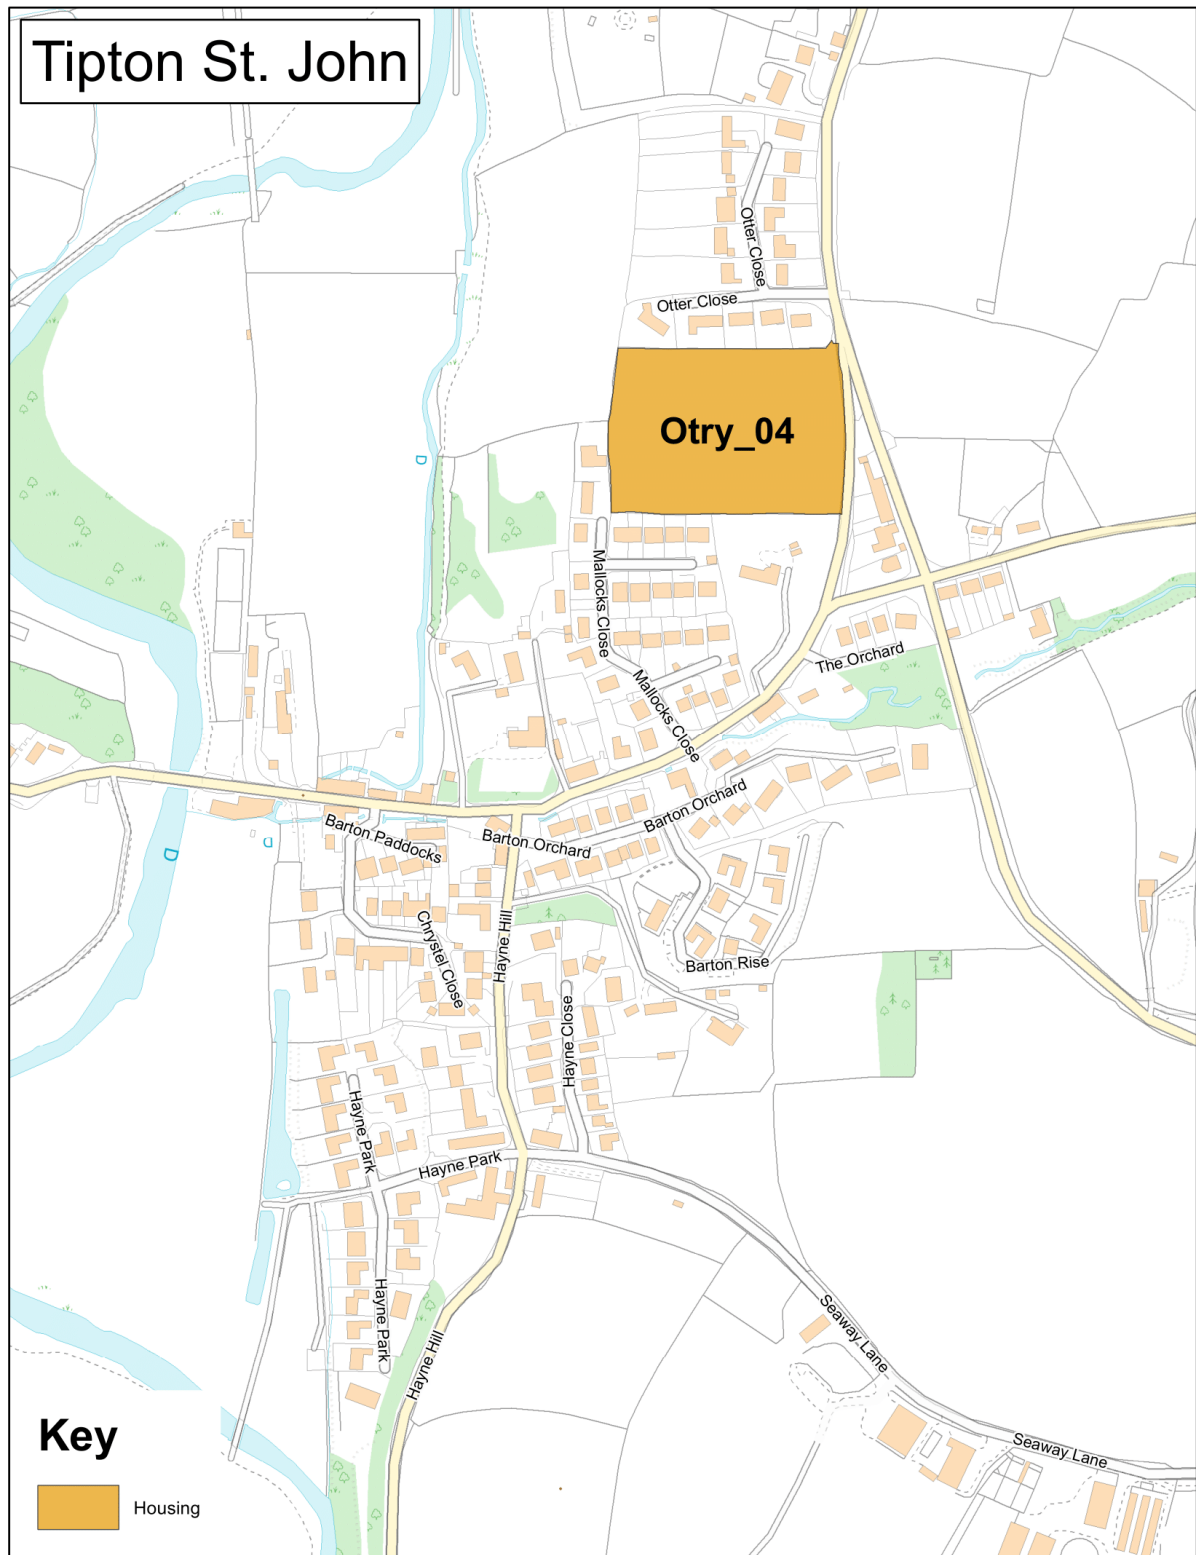 Tipton St. John
Otter Close
Otter Close
Otry_04
D
Mallocks Close
The Orchard
Mallocks Close
Barton Orchard
Barton Paddocks
Barton Orchard
D
D
Chrystel Close
Hayne Hill
Barton Rise
Hayne Close
Hayne Park
Hayne Park
Hayne Park
Hayne Hill
Seaway Lane
Seaway Lane
Key
Housing